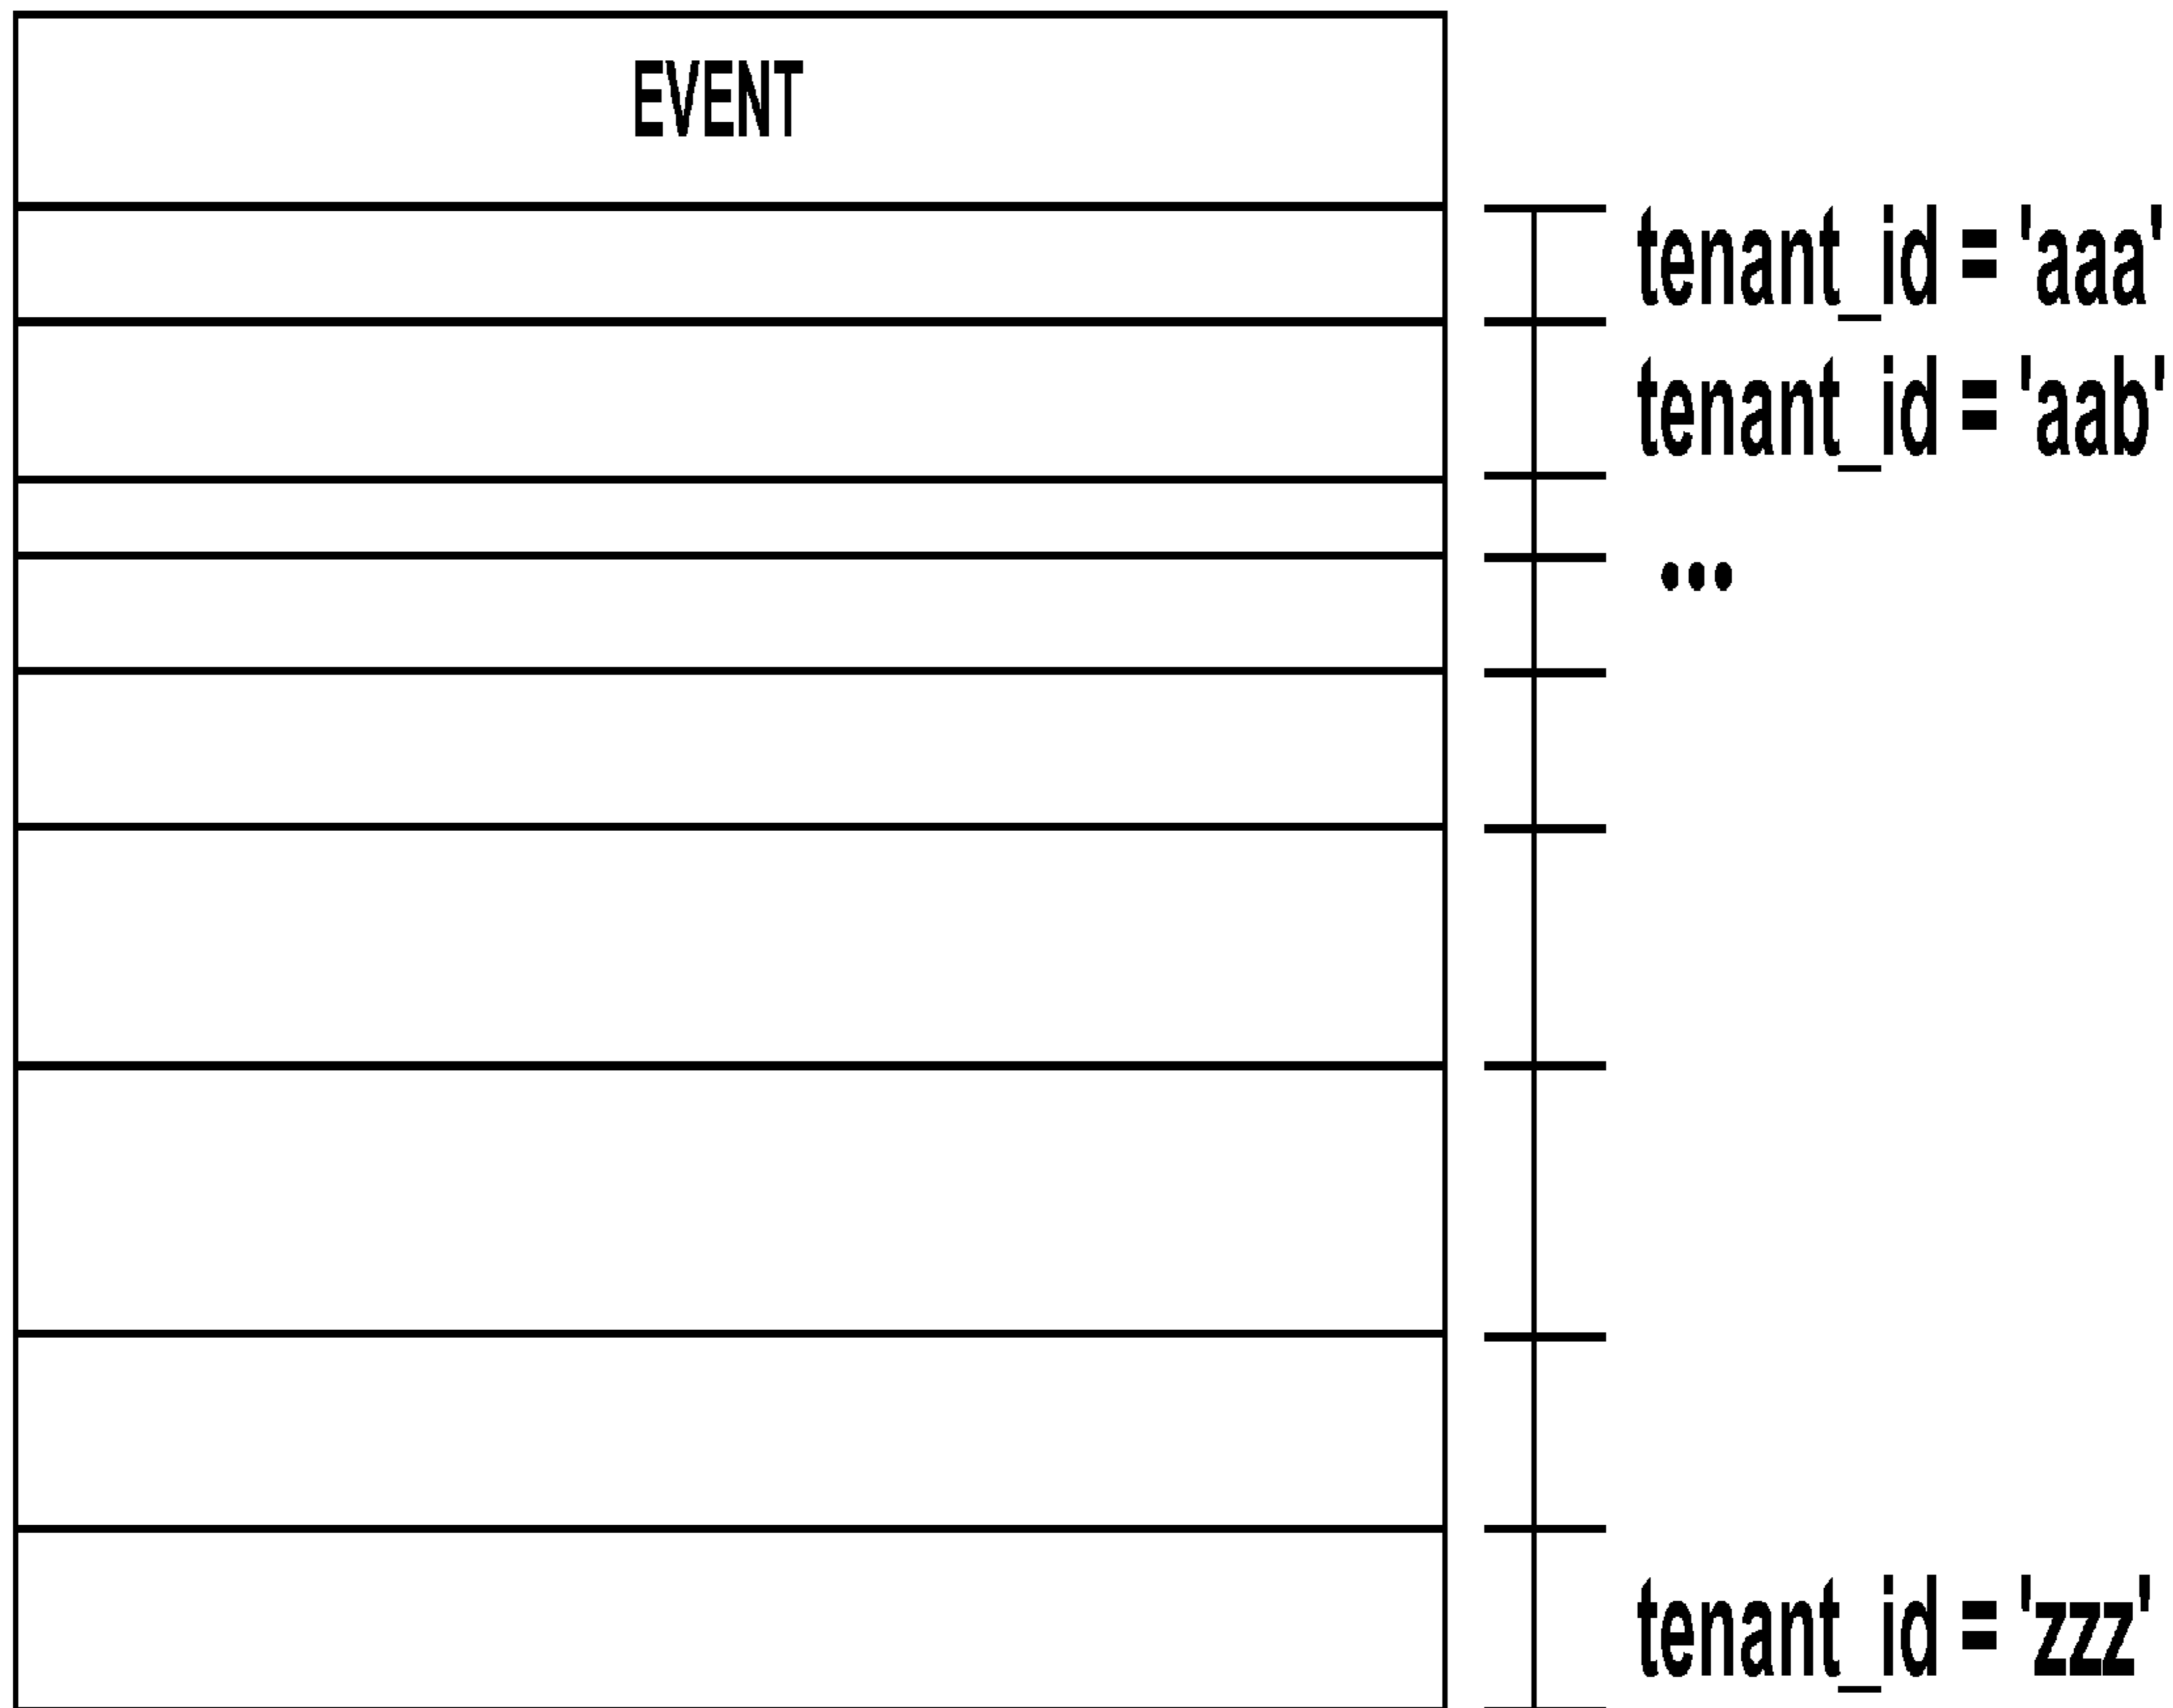 EVENT
tenant_id = 'aaa'
tenant_id = 'aab'
...
tenant_id = 'zzz'